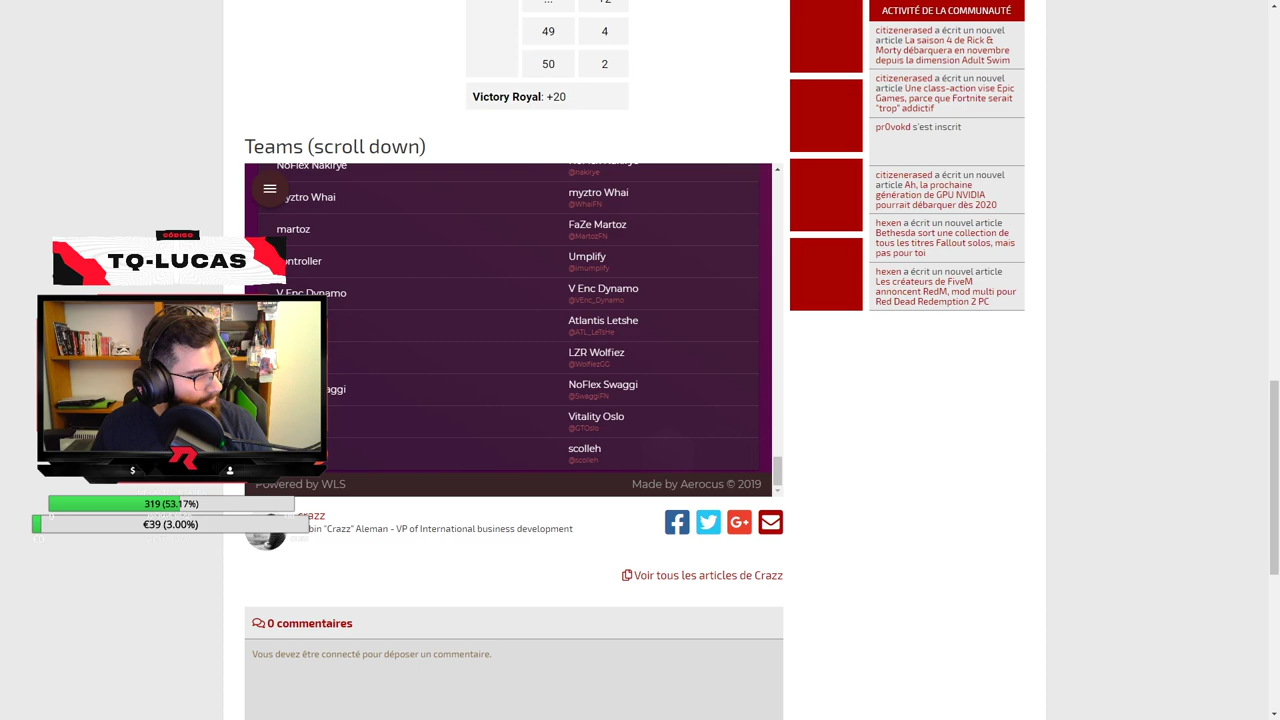 ... +2
49 4
50 2
Victory Royal: +20
Teams (scroll down)
NoFlex Nakirye
@nakirye
myztro Whai
@WhaiFN
martoz FaZe Martoz
@MartozFN
Umplify
@imumplify
V Enc Dynamo V Enc Dynamo
@VEnc_Dynamo
Atlantis Letshe
@ATL_LeTsHe
LZR Wolfiez
@WolfiezGG
NoFlex Swaggi
@SwaggiFN
Vitality Oslo
@GTOslo
scolleh
@scolleh
Powered by WLS Made by Aerocus © 2019
"Crazz" Aleman - VP of International business development
Voir tous les articles de Crazz
0 commentaires
Vous devez être connecté pour déposer un commentaire.
CÓDIGO
TQ-LUCAS
319 (53.17%)
€39 (3.00%)
ACTIVITÉ DE LA COMMUNAUTÉ
citizenerased a écrit un nouvel
article La saison 4 de Rick &
Morty débarquera en novembre
depuis la dimension Adult Swim
citizenerased a écrit un nouvel
article Une class-action vise Epic
Games, parce que Fortnite serait
"trop" addictif
pr0vokd s'est inscrit
citizenerased a écrit un nouvel
article Ah, la prochaine
génération de GPU NVIDIA
pourrait débarquer dès 2020
hexen a écrit un nouvel article
Bethesda sort une collection de
tous les titres Fallout solos, mais
pas pour toi
hexen a écrit un nouvel article
Les créateurs de FiveM
annoncent RedM, mod multi pour
Red Dead Redemption 2 PC